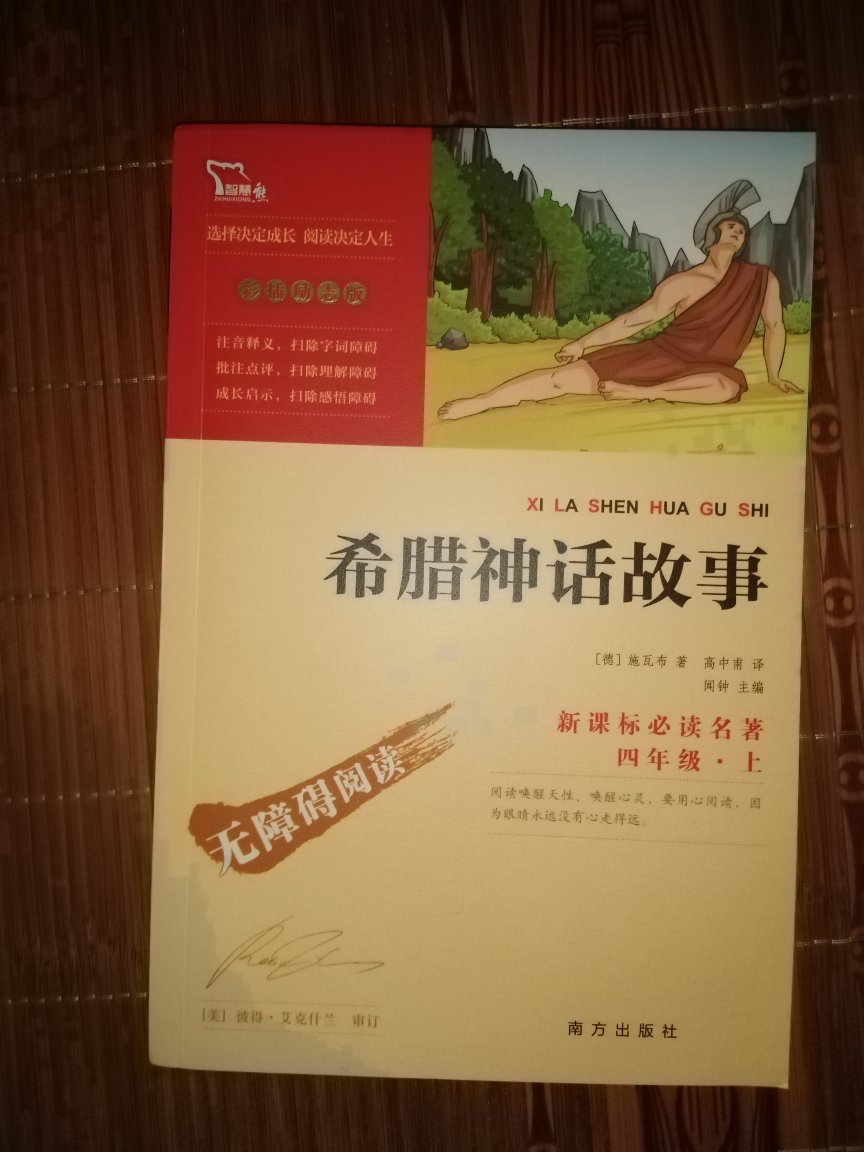 智慧熊
ZHIHUIXIONG
选择决定成长 阅读决定人生
彩插励志版
注音释义，扫除字词障碍
批注点评，扫除理解障碍
成长启示，扫除感悟障碍
XI LA SHEN HUA GU SHI
希腊神话故事
［德］施瓦布 著 高中甫 译
闻钟 主编
新课标必读名著
四年级·上
阅读唤醒天性、唤醒心灵，要用心阅读，因
为眼睛永远没有心走得远。
无障碍阅读
［美］彼得·艾克什兰 审订
南方出版社